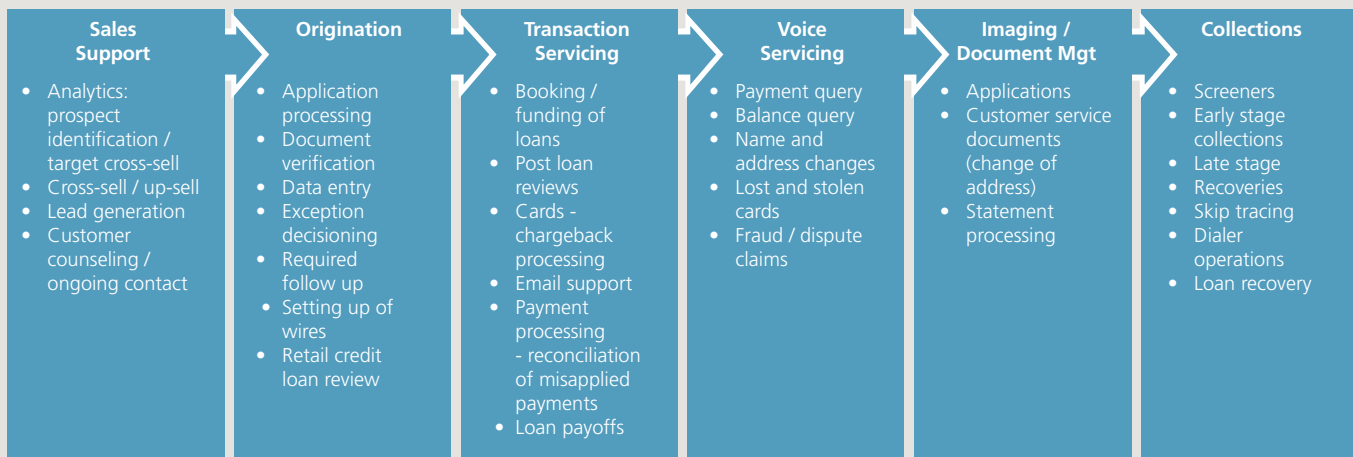 Sales
Support
• Analytics:
prospect
identification /
target cross-sell
• Cross-sell / up-sell
• Lead generation
• Customer
counseling /
ongoing contact
Origination
• Application
processing
• Document
verification
• Data entry
• Exception
decisioning
• Required
follow up
• Setting up of
wires
• Retail credit
loan review
Transaction
Servicing
• Booking /
funding of
loans
• Post loan
reviews
• Cards -
chargeback
processing
• Email support
• Payment
processing
- reconciliation
of misapplied
payments
• Loan payoffs
Voice
Servicing
• Payment query
• Balance query
• Name and
address changes
• Lost and stolen
cards
• Fraud / dispute
claims
Imaging /
Document Mgt
• Applications
• Customer service
documents
(change of
address)
• Statement
processing
Collections
• Screeners
• Early stage
collections
• Late stage
• Recoveries
• Skip tracing
• Dialer
operations
• Loan recovery